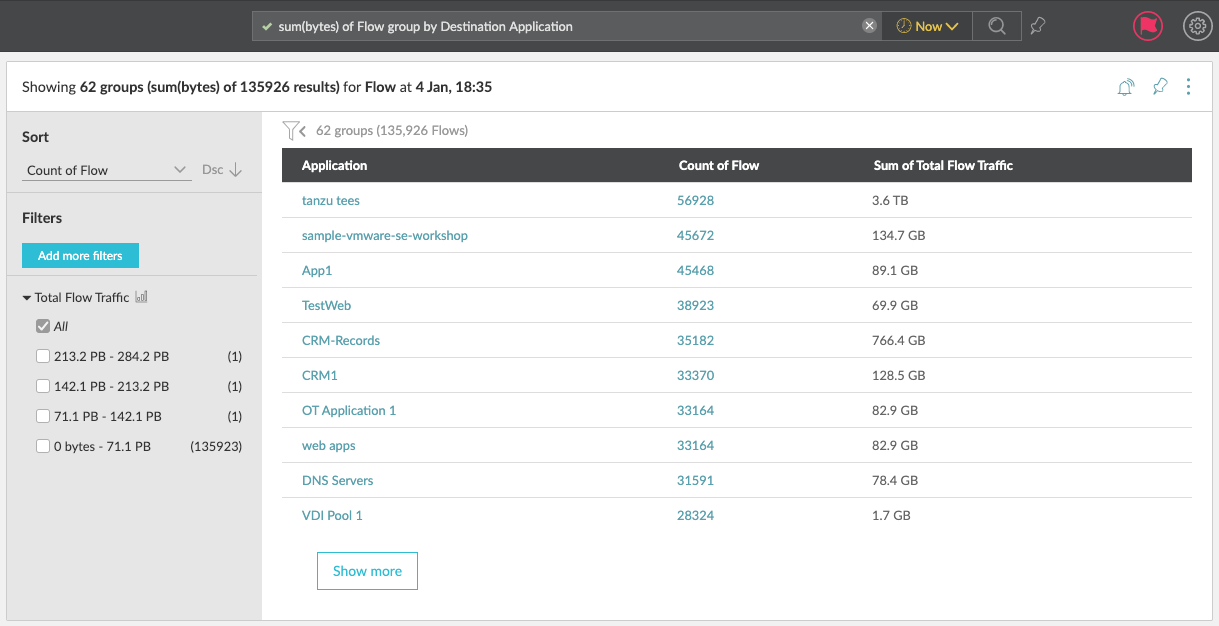 sum(bytes) of Flow group by Destination Application
Now
Showing 62 groups (sum(bytes) of 135926 results) for Flow at 4 Jan, 18:35
Sort
Count of Flow Dsc
Filters
Add more filters
Total Flow Traffic
All
213.2 PB - 284.2 PB (1)
142.1 PB - 213.2 PB (1)
71.1 PB - 142.1 PB (1)
0 bytes - 71.1 PB (135923)
62 groups (135,926 Flows)
Application Count of Flow Sum of Total Flow Traffic
tanzu tees 56928 3.6 TB
sample-vmware-se-workshop 45672 134.7 GB
App1 45468 89.1 GB
TestWeb 38923 69.9 GB
CRM-Records 35182 766.4 GB
CRM1 33370 128.5 GB
OT Application 1 33164 82.9 GB
web apps 33164 82.9 GB
DNS Servers 31591 78.4 GB
VDI Pool 1 28324 1.7 GB
Show more